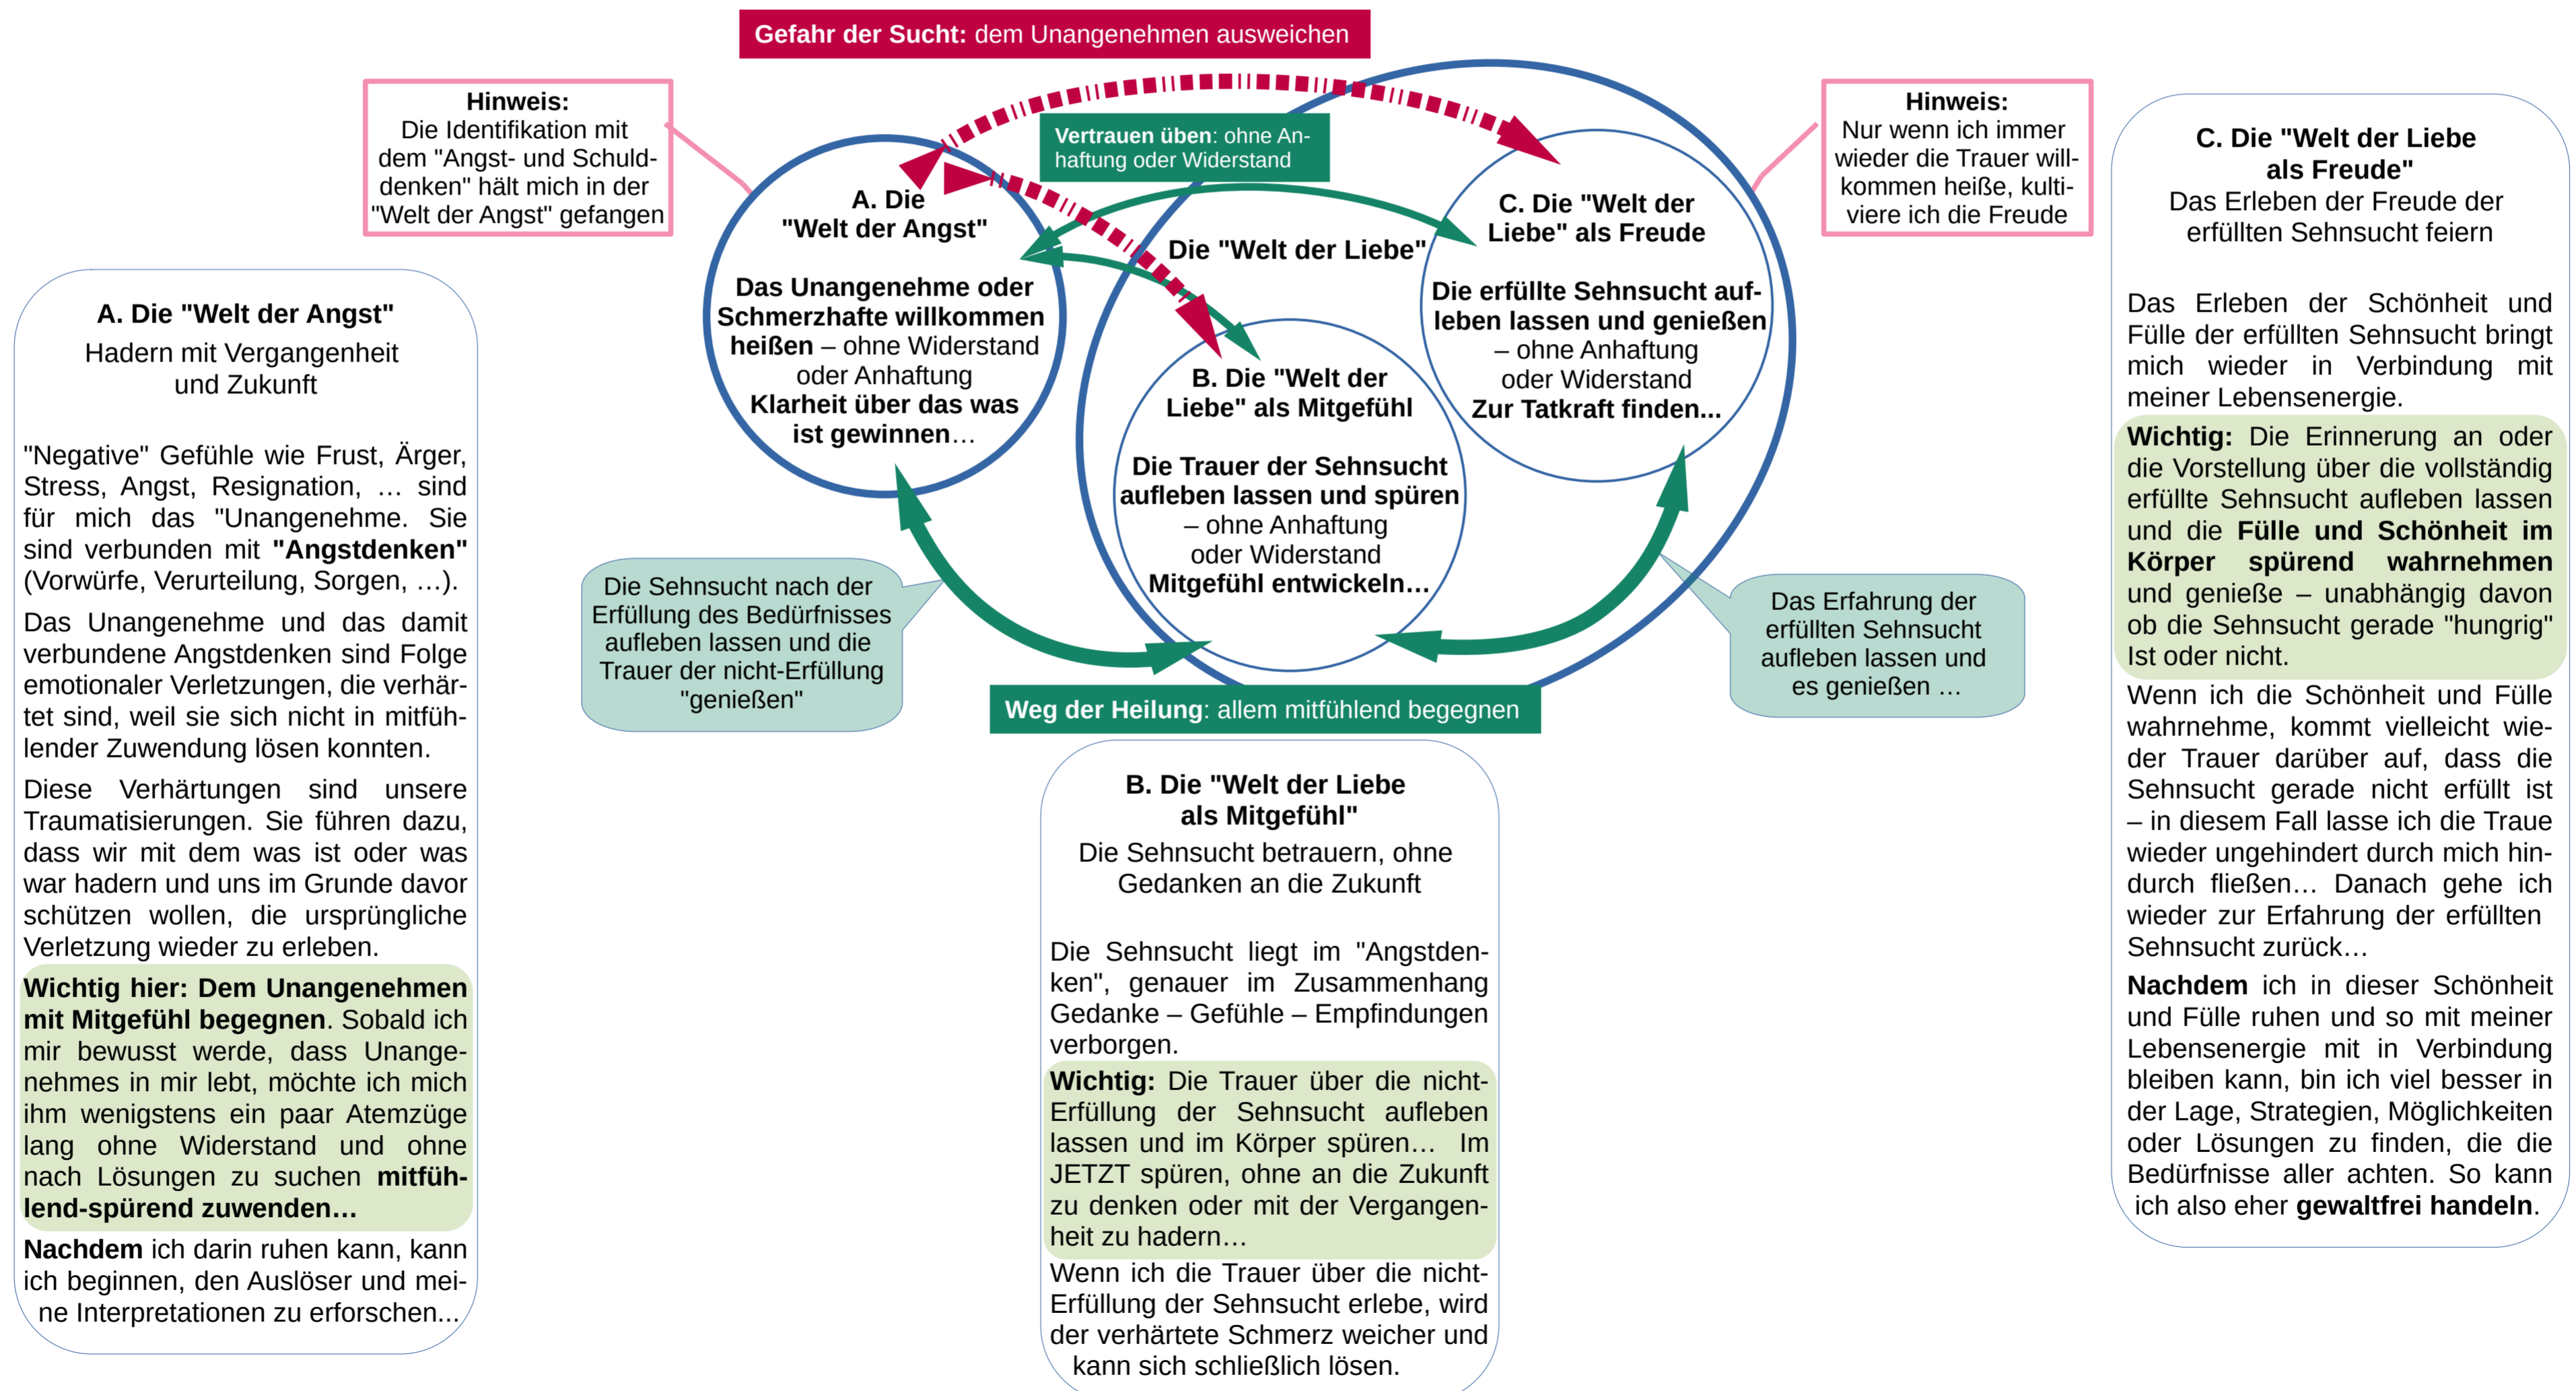 Gefahr der Sucht: dem Unangenehmen ausweichen
Hinweis:
Die Identifikation mit
dem "Angst- und Schuld-
denken" hält mich in der
"Welt der Angst" gefangen
Vertrauen üben: ohne An-
haftung oder Widerstand
Hinweis:
Nur wenn ich immer
wieder die Trauer will-
kommen heiße, kulti-
viere ich die Freude
A. Die
"Welt der Angst"
Das Unangenehme oder
Schmerzhafte willkommen
heißen – ohne Widerstand
oder Anhaftung
Klarheit über das was
ist gewinnen…
Die "Welt der Liebe"
C. Die "Welt der
Liebe" als Freude
Die erfüllte Sehnsucht auf-
leben lassen und genießen
– ohne Anhaftung
oder Widerstand
Zur Tatkraft finden...
B. Die "Welt der
Liebe" als Mitgefühl
Die Trauer der Sehnsucht
aufleben lassen und spüren
– ohne Anhaftung
oder Widerstand
Mitgefühl entwickeln…
Die Sehnsucht nach der
Erfüllung des Bedürfnisses
aufleben lassen und die
Trauer der nicht-Erfüllung
"genießen"
Das Erfahrung der
erfüllten Sehnsucht
aufleben lassen und
es genießen …
Weg der Heilung: allem mitfühlend begegnen
A. Die "Welt der Angst"
Hadern mit Vergangenheit
und Zukunft
"Negative" Gefühle wie Frust, Ärger,
Stress, Angst, Resignation, … sind
für mich das "Unangenehme. Sie
sind verbunden mit "Angstdenken"
(Vorwürfe, Verurteilung, Sorgen, …).
Das Unangenehme und das damit
verbundene Angstdenken sind Folge
emotionaler Verletzungen, die verhär-
tet sind, weil sie sich nicht in mitfüh-
lender Zuwendung lösen konnten.
Diese Verhärtungen sind unsere
Traumatisierungen. Sie führen dazu,
dass wir mit dem was ist oder was
war hadern und uns im Grunde davor
schützen wollen, die ursprüngliche
Verletzung wieder zu erleben.
Wichtig hier: Dem Unangenehmen
mit Mitgefühl begegnen. Sobald ich
mir bewusst werde, dass Unange-
nehmes in mir lebt, möchte ich mich
ihm wenigstens ein paar Atemzüge
lang ohne Widerstand und ohne
nach Lösungen zu suchen mitfüh-
lend-spürend zuwenden…
Nachdem ich darin ruhen kann, kann
ich beginnen, den Auslöser und mei-
ne Interpretationen zu erforschen...
B. Die "Welt der Liebe
als Mitgefühl"
Die Sehnsucht betrauern, ohne
Gedanken an die Zukunft
Die Sehnsucht liegt im "Angstden-
ken", genauer im Zusammenhang
Gedanke – Gefühle – Empfindungen
verborgen.
Wichtig: Die Trauer über die nicht-
Erfüllung der Sehnsucht aufleben
lassen und im Körper spüren… Im
JETZT spüren, ohne an die Zukunft
zu denken oder mit der Vergangen-
heit zu hadern…
Wenn ich die Trauer über die nicht-
Erfüllung der Sehnsucht erlebe, wird
der verhärtete Schmerz weicher und
kann sich schließlich lösen.
C. Die "Welt der Liebe
als Freude"
Das Erleben der Freude der
erfüllten Sehnsucht feiern
Das Erleben der Schönheit und
Fülle der erfüllten Sehnsucht bringt
mich wieder in Verbindung mit
meiner Lebensenergie.
Wichtig: Die Erinnerung an oder
die Vorstellung über die vollständig
erfüllte Sehnsucht aufleben lassen
und die Fülle und Schönheit im
Körper spürend wahrnehmen
und genieße – unabhängig davon
ob die Sehnsucht gerade "hungrig"
Ist oder nicht.
Wenn ich die Schönheit und Fülle
wahrnehme, kommt vielleicht wie-
der Trauer darüber auf, dass die
Sehnsucht gerade nicht erfüllt ist
– in diesem Fall lasse ich die Traue
wieder ungehindert durch mich hin-
durch fließen… Danach gehe ich
wieder zur Erfahrung der erfüllten
Sehnsucht zurück…
Nachdem ich in dieser Schönheit
und Fülle ruhen und so mit meiner
Lebensenergie mit in Verbindung
bleiben kann, bin ich viel besser in
der Lage, Strategien, Möglichkeiten
oder Lösungen zu finden, die die
Bedürfnisse aller achten. So kann
ich also eher gewaltfrei handeln.